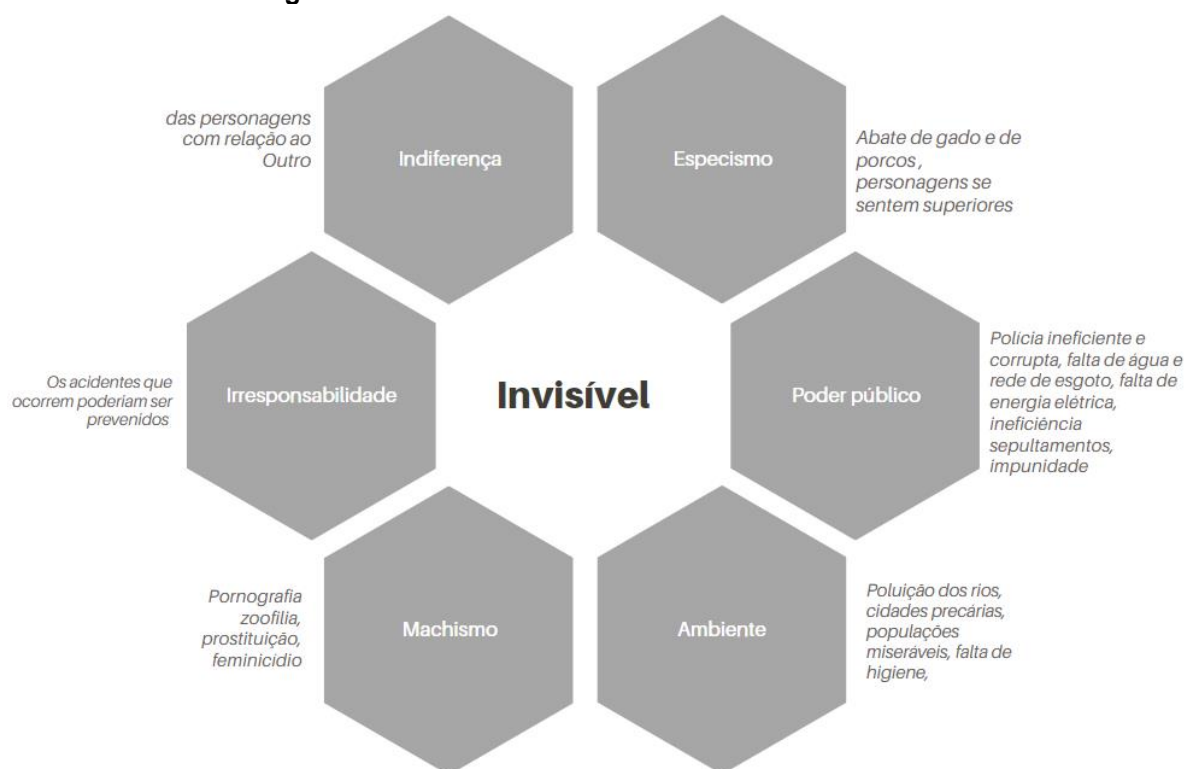 das personagens
com relação ao
Outro
Indiferença
Especismo
Abate de gado e de
porcos ,
personagens se
sentem superiores
Os acidentes que
ocorrem poderiam ser
prevenidos
Irresponsabilidade
Invisível
Poder público
Polícia ineficiente e
corrupta, falta de água e
rede de esgoto, falta de
energia elétrica,
ineficiência
sepultamentos,
impunidade
Pornografia
zoofilia,
prostituição,
feminicídio
Machismo
Ambiente
Poluição dos rios,
cidades precárias,
populações
miseráveis, falta de
higiene,